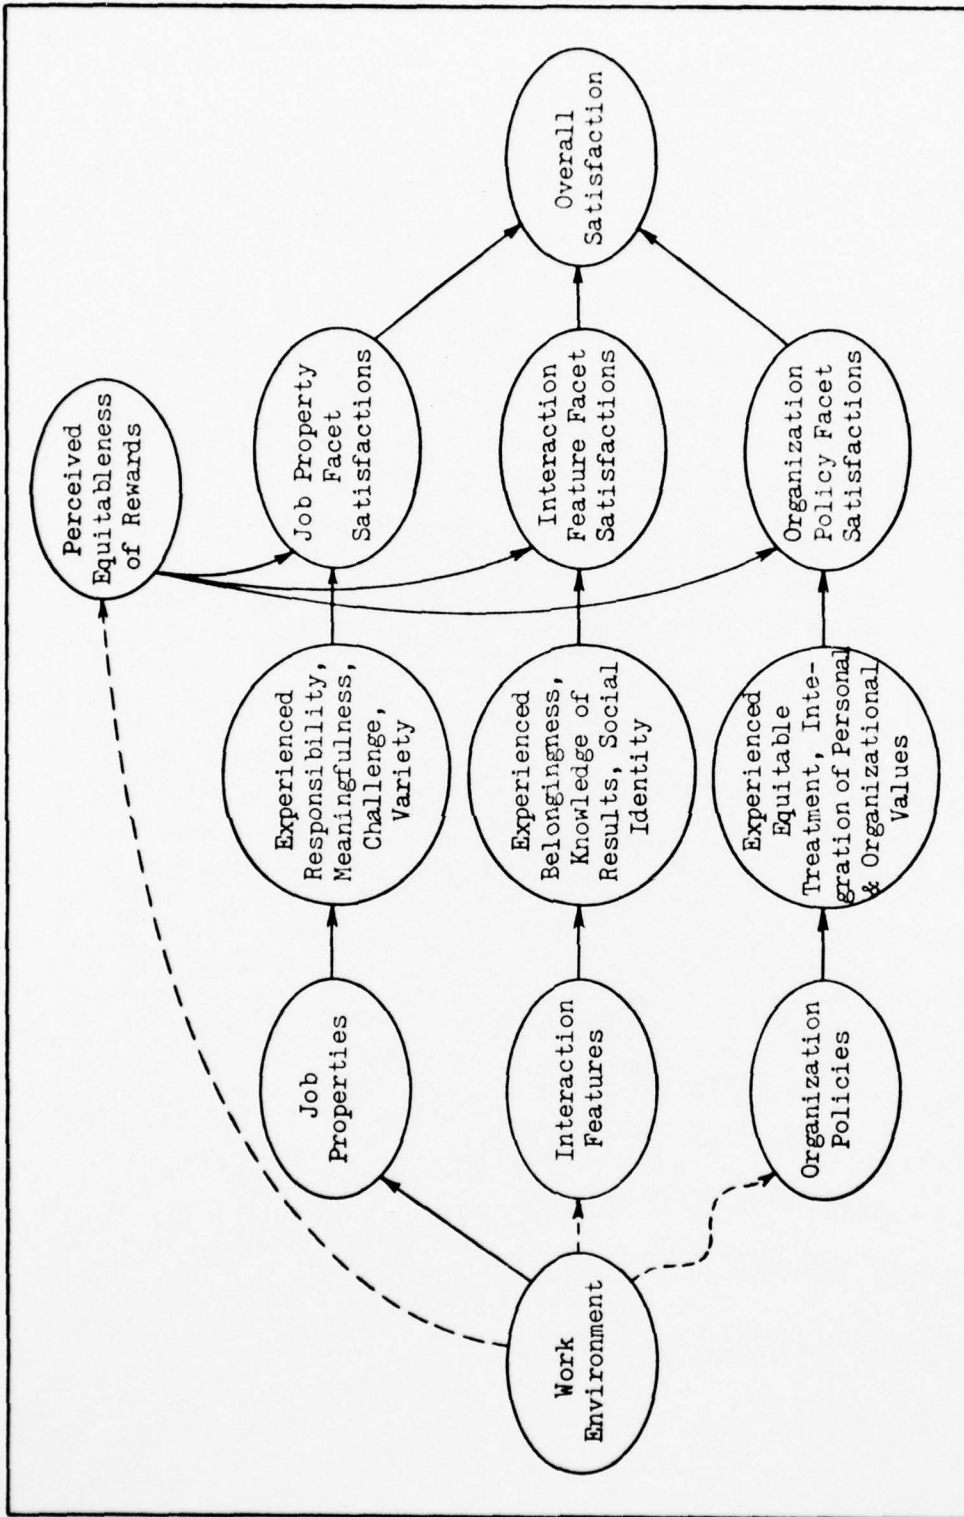 Perceived
Equitableness
of Rewards
Work
Environment
Job
Properties
Experienced
Responsibility,
Meaningfulness,
Challenge,
Variety
Job Property
Facet
Satisfactions
Interaction
Features
Experienced
Belongingness,
Knowledge of
Results, Social
Identity
Interaction
Feature Facet
Satisfactions
Organization
Policies
Experienced
Equitable
Treatment, Inte-
gration of Personal
& Organizational
Values
Organization
Policy Facet
Satisfactions
Overall
Satisfaction